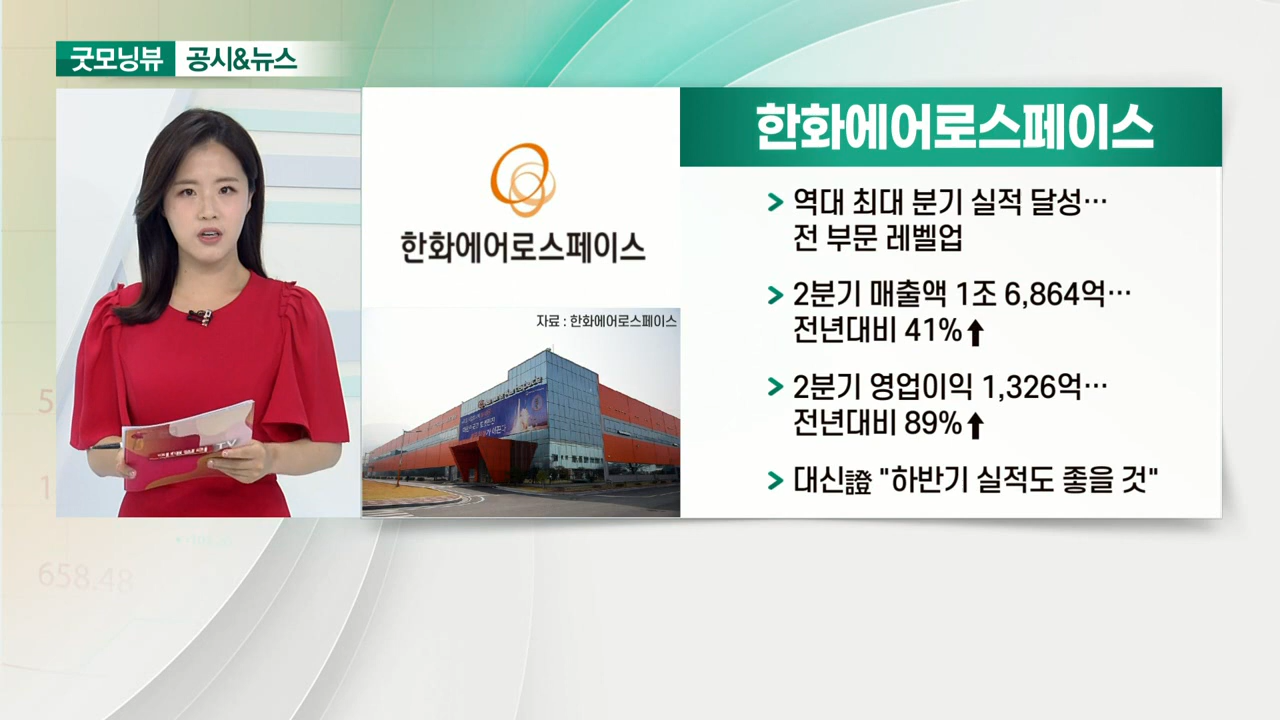 굿모닝뷰 공시&뉴스
한화에어로스페이스
자료 : 한화에어로스페이스
한화에어로스페이스
> 역대 최대 분기 실적 달성…
전 부문 레벨업
> 2분기 매출액 1조 6,864억…
전년대비 41%⬆
> 2분기 영업이익 1,326억…
전년대비 89%⬆
> 대신證 "하반기 실적도 좋을 것"
TV
658.48